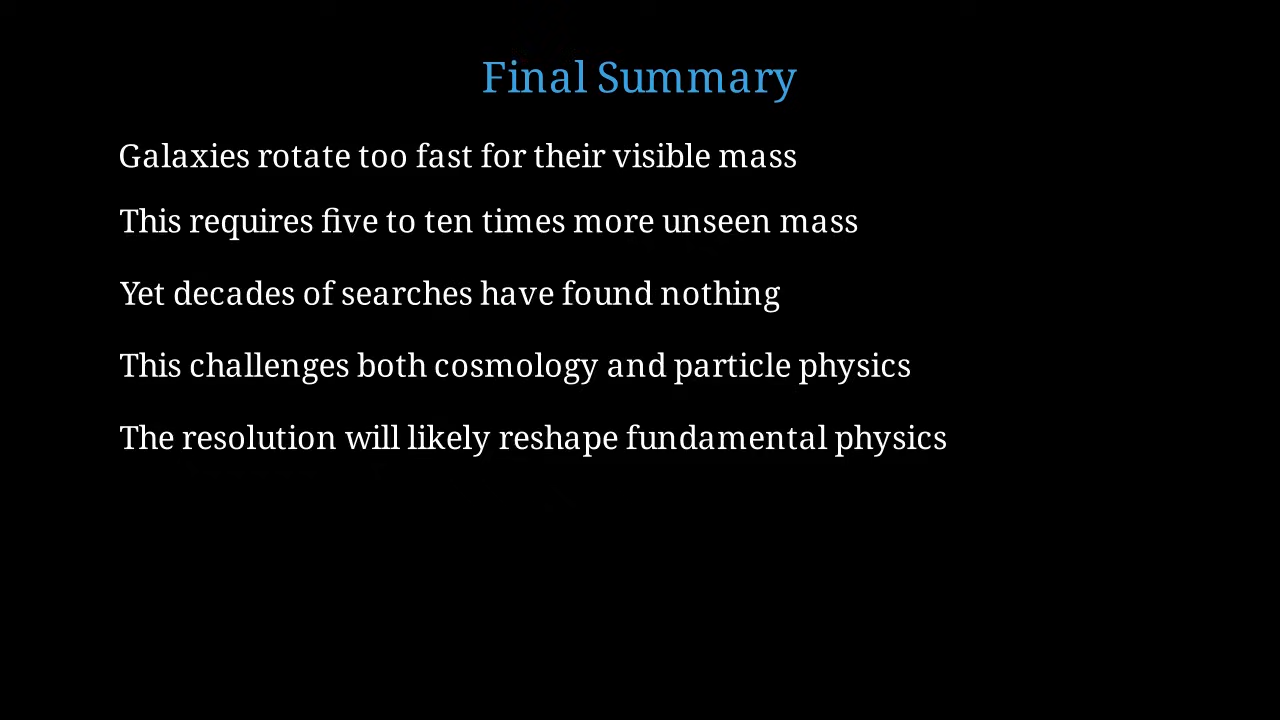 Final Summary
Galaxies rotate too fast for their visible mass
This requires five to ten times more unseen mass
Yet decades of searches have found nothing
This challenges both cosmology and particle physics
The resolution will likely reshape fundamental physics